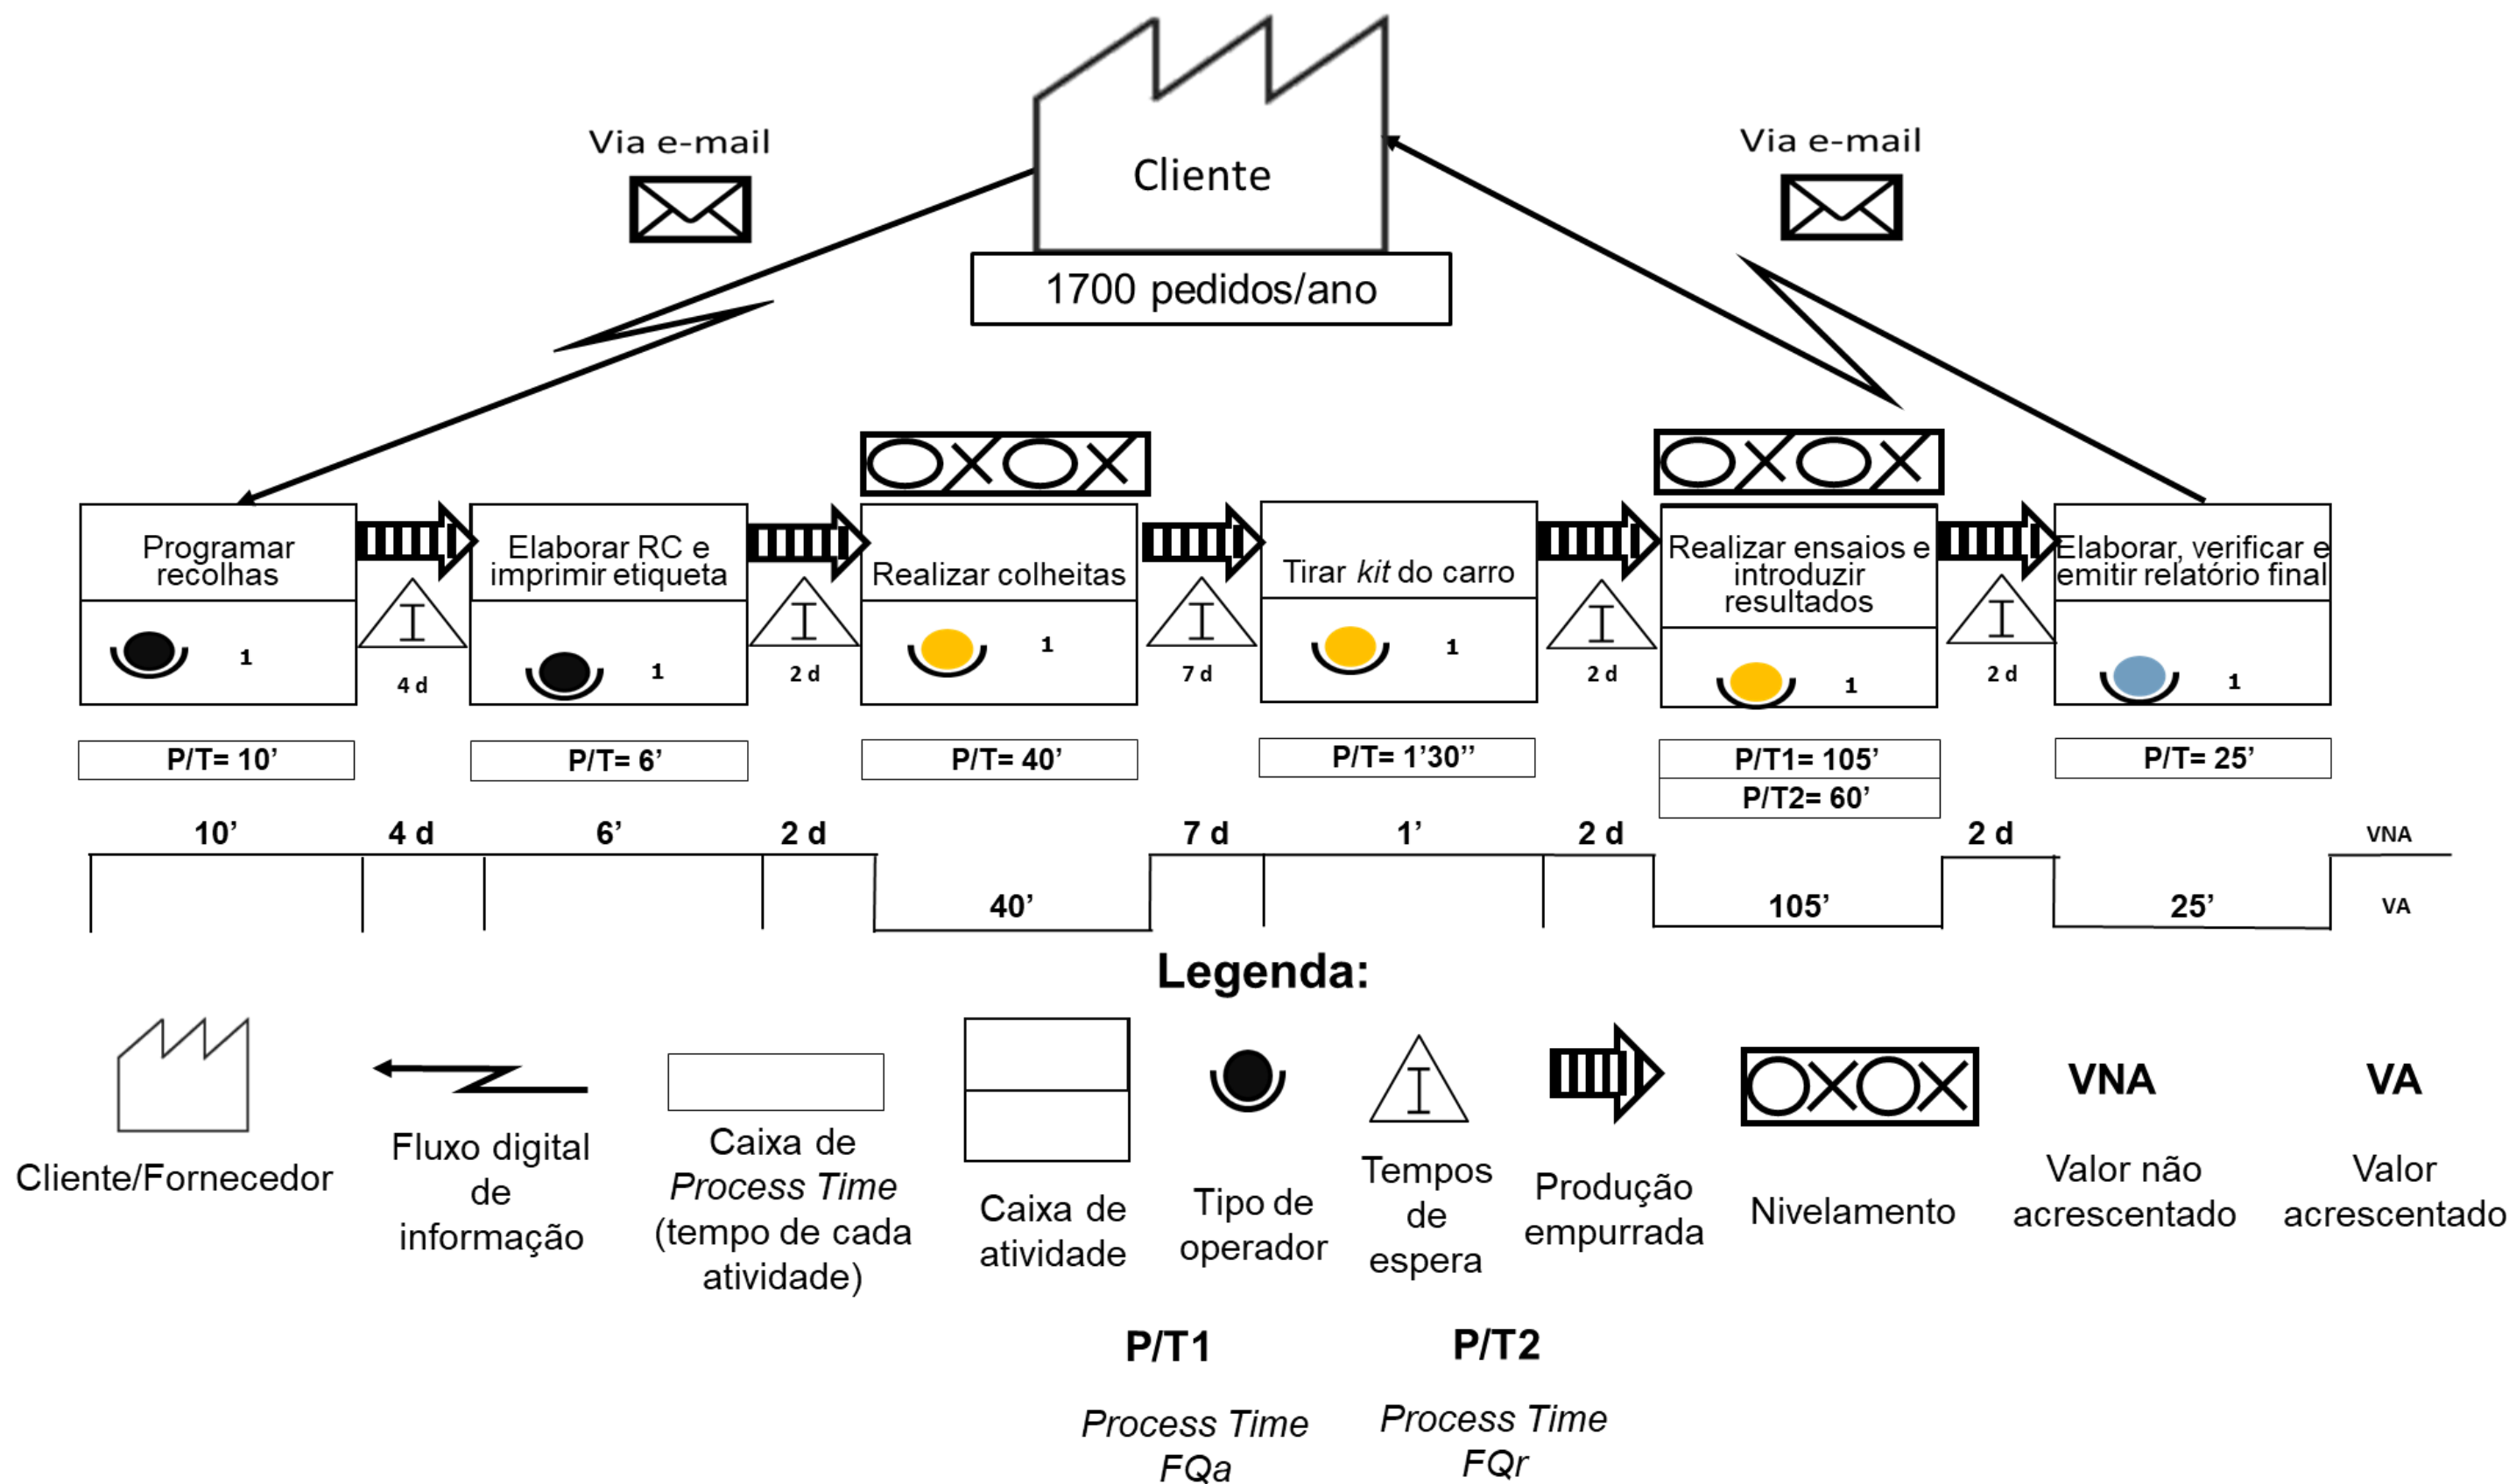 Via e-mail
Via e-mail
Cliente
1700 pedidos/ano
Programar
recolhas
1
4 d
Elaborar RC e
imprimir etiqueta
1
2 d
Realizar colheitas
1
7 d
Tirar kit do carro
1
2 d
Realizar ensaios e
introduzir
resultados
1
2 d
Elaborar, verificar e
emitir relatório final
1
P/T= 10’
P/T= 6’
P/T= 40’
P/T= 1’30’’
P/T1= 105’
P/T2= 60’
P/T= 25’
10’
4 d
6’
2 d
40’
7 d
1’
2 d
105’
2 d
25’
VNA
VA
Legenda:
Cliente/Fornecedor
Fluxo digital
de
informação
Caixa de
Process Time
(tempo de cada
atividade)
Caixa de
atividade
Tipo de
operador
Tempos
de
espera
Produção
empurrada
Nivelamento
VNA
Valor não
acrescentado
VA
Valor
acrescentado
P/T1
Process Time
FQa
P/T2
Process Time
FQr